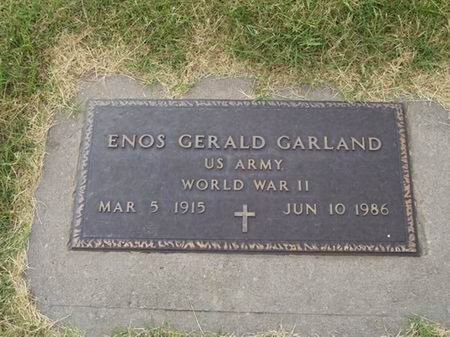 ENOS GERALD GARLAND
US ARMY
WORLD WAR II
MAR 5 1915 JUN 10 1986